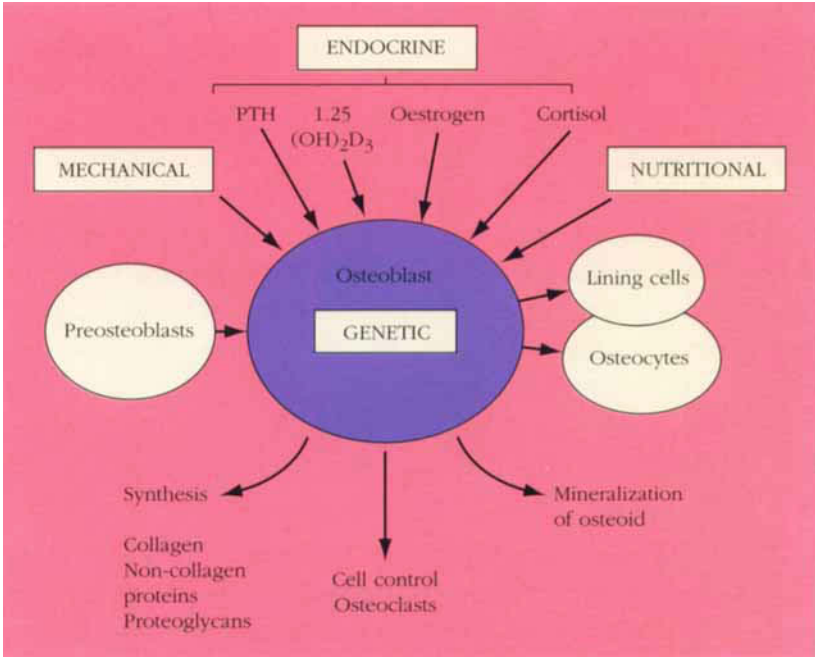 ENDOCRINE
PTH
1.25
(OH)₂D₃
Oestrogen
Cortisol
MECHANICAL
NUTRITIONAL
Osteoblast
GENETIC
Preosteoblasts
Lining cells
Osteocytes
Synthesis
Collagen
Non-collagen
proteins
Proteoglycans
Cell control
Osteoclasts
Mineralization
of osteoid